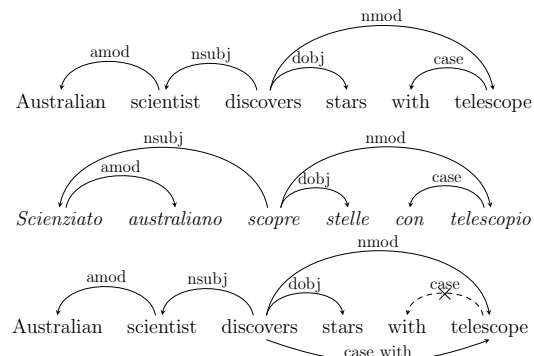 nmod
amod nsubj dobj case
Australian scientist discovers stars with telescope
nsubj nmod
amod dobj case
Scienziato australiano scopre stelle con telescopio
nmod
amod nsubj dobj case
Australian scientist discovers stars with telescope
case with